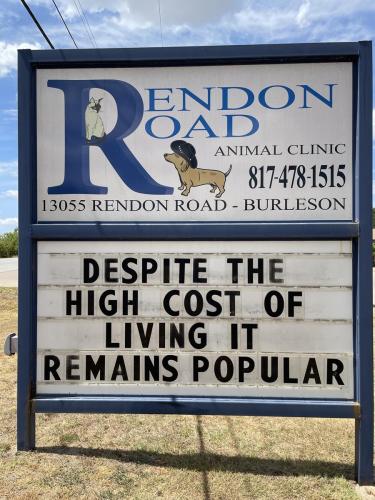 RENDON
ROAD
ANIMAL CLINIC
817-478-1515
13055 RENDON ROAD - BURLESON
DESPITE THE
HIGH COST OF
LIVING IT
REMAINS POPULAR